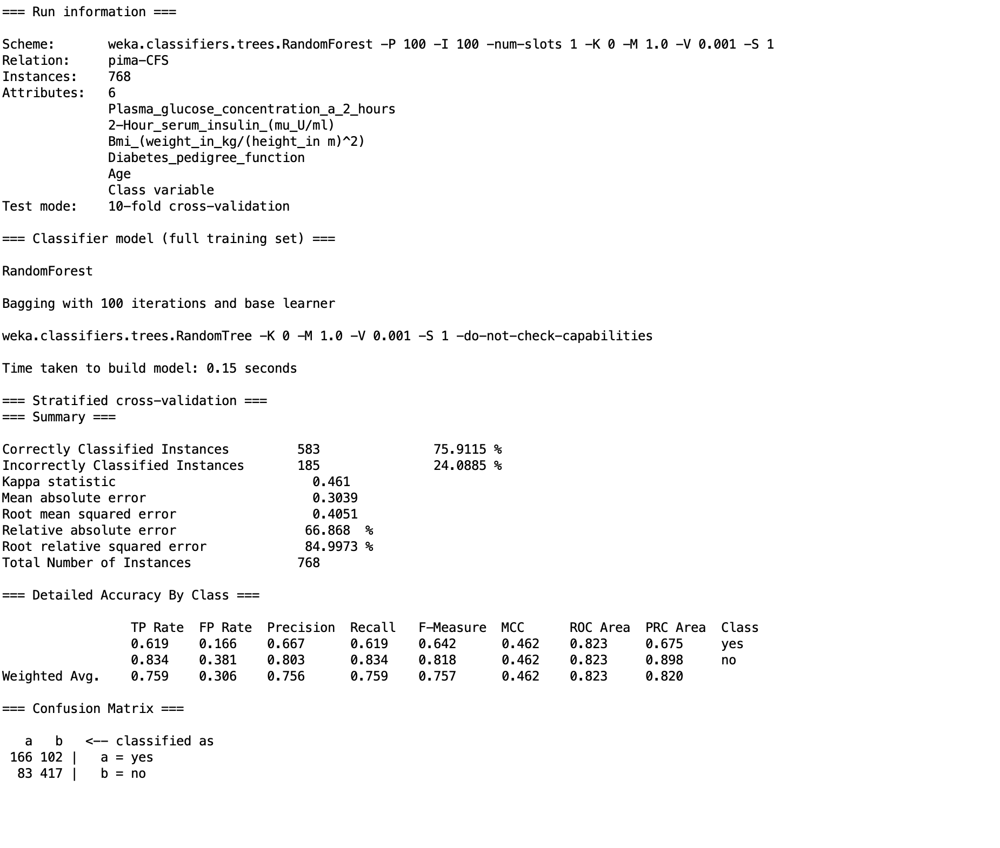 === Run information ===
Scheme: weka.classifiers.trees.RandomForest -P 100 -I 100 -num-slots 1 -K 0 -M 1.0 -V 0.001 -S 1
Relation: pima-CFS
Instances: 768
Attributes: 6
Plasma_glucose_concentration_a_2_hours
2-Hour_serum_insulin_(mu_U/ml)
Bmi_(weight_in_kg/(height_in m)^2)
Diabetes_pedigree_function
Age
Class variable
Test mode: 10-fold cross-validation
=== Classifier model (full training set) ===
RandomForest
Bagging with 100 iterations and base learner
weka.classifiers.trees.RandomTree -K 0 -M 1.0 -V 0.001 -S 1 -do-not-check-capabilities
Time taken to build model: 0.15 seconds
=== Stratified cross-validation ===
=== Summary ===
Correctly Classified Instances 583 75.9115 %
Incorrectly Classified Instances 185 24.0885 %
Kappa statistic 0.461
Mean absolute error 0.3039
Root mean squared error 0.4051
Relative absolute error 66.868 %
Root relative squared error 84.9973 %
Total Number of Instances 768
=== Detailed Accuracy By Class ===
TP Rate FP Rate Precision Recall F-Measure MCC ROC Area PRC Area Class
0.619 0.166 0.667 0.619 0.642 0.462 0.823 0.675 yes
0.834 0.381 0.803 0.834 0.818 0.462 0.823 0.898 no
Weighted Avg. 0.759 0.306 0.756 0.759 0.757 0.462 0.823 0.820
=== Confusion Matrix ===
a b <-- classified as
166 102 | a = yes
83 417 | b = no